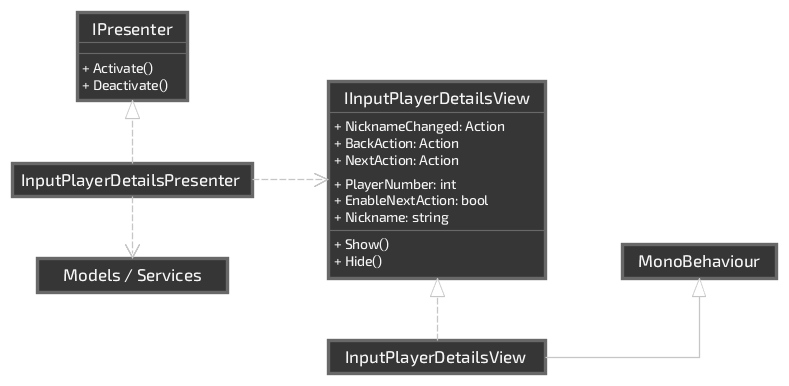 IPresenter
+ Activate()
+ Deactivate()
InputPlayerDetailsPresenter
Models / Services
IInputPlayerDetailsView
+ NicknameChanged: Action
+ BackAction: Action
+ NextAction: Action
+ PlayerNumber: int
+ EnableNextAction: bool
+ Nickname: string
+ Show()
+ Hide()
InputPlayerDetailsView
MonoBehaviour